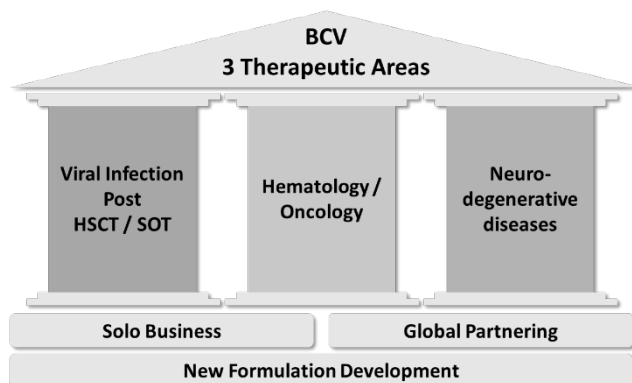 BCV
3 Therapeutic Areas
Viral Infection
Post
HSCT / SOT
Hematology /
Oncology
Neuro-
degenerative
diseases
Solo Business
Global Partnering
New Formulation Development